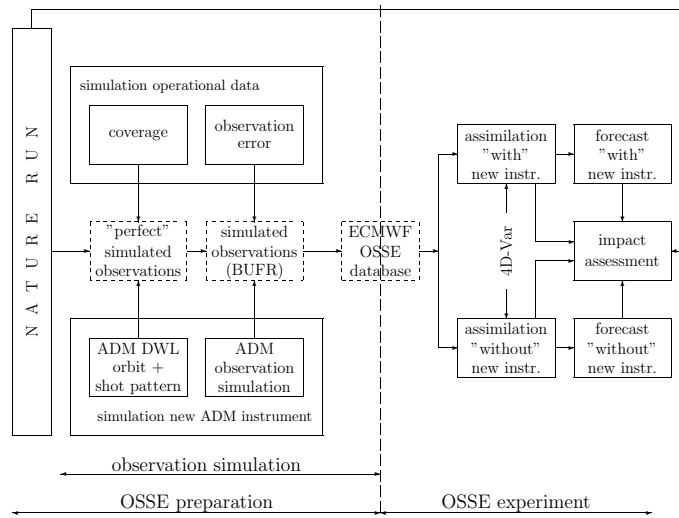 NATURE RUN
simulation operational data
coverage
observation
error
"perfect"
simulated
observations
simulated
observations
(BUFR)
ECMWF
OSSE
database
ADM DWL
orbit +
shot pattern
ADM
observation
simulation
simulation new ADM instrument
assimilation
"with"
new instr.
forecast
"with"
new instr.
4D-Var
impact
assessment
assimilation
"without"
new instr.
forecast
"without"
new instr.
observation simulation
OSSE preparation
OSSE experiment